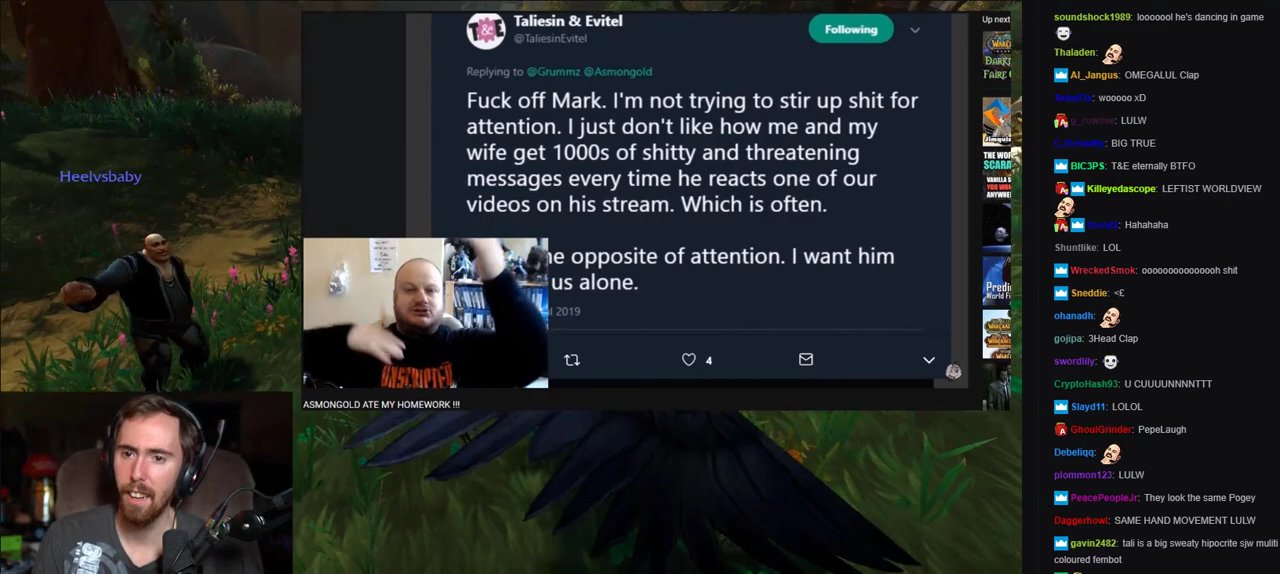 Heelvsbaby
Taliesin & Evitel
@TaliesinEvitel
Following
Replying to @Grummz @Asmongold
Fuck off Mark. I'm not trying to stir up shit for
attention. I just don't like how me and my
wife get 1000s of shitty and threatening
messages every time he reacts one of our
videos on his stream. Which is often.
he opposite of attention. I want him
us alone.
2019
4
UNSCRIPTED
ASMONGOLD ATE MY HOMEWORK !!!
Up next
soundshock1989: looooool he's dancing in game
Thaladen:
Al_Jangus: OMEGALUL Clap
wooooo xD
LULW
BIG TRUE
BIC3PS: T&E eternally BTFO
Killeyedascope: LEFTIST WORLDVIEW
Hahahaha
Shuntlike: LOL
WreckedSmok: oooooooooooooh shit
Sneddie: <£
ohanadh:
gojipa: 3Head Clap
swordlily:
CryptoHash93: U CUUUUNNNNTTT
Slayd11: LOLOL
GhoulGrinder: PepeLaugh
Debeliqq:
plommon123: LULW
PeacePeopleJr: They look the same Pogey
Daggerhowl: SAME HAND MOVEMENT LULW
gavin2482: tali is a big sweaty hipocrite sjw muliti
coloured fembot